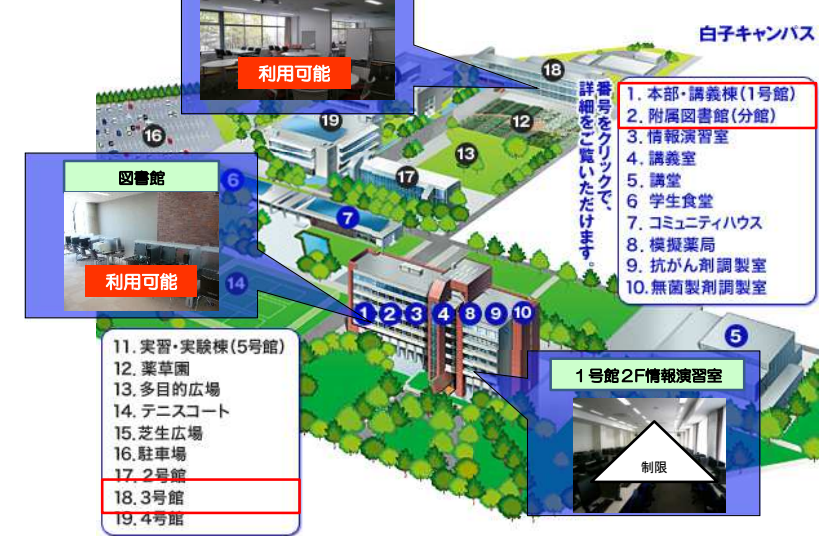 利用可能
白子キャンパス
18
1. 本部・講義棟(1号館)
2. 附属図書館(分館)
3. 情報演習室
4. 講義室
5. 講堂
6 学生食堂
7. コミュニティハウス
8. 模擬薬局
9. 抗がん剤調製室
10. 無菌製剤調製室
番号をクリックで、
詳細をご覧いただけます。
16
19
12
13
17
図書館
利用可能
6
7
14
1 2 3 4 8 9 10
5
11. 実習・実験棟(5号館)
12. 薬草園
13. 多目的広場
14. テニスコート
15. 芝生広場
16. 駐車場
17. 2号館
18. 3号館
19. 4号館
1号館2F情報演習室
制限